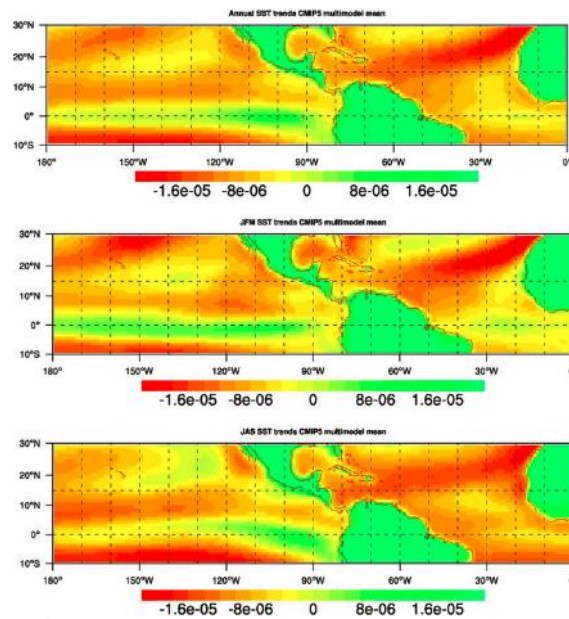 Annual SST trends CMIP5 multimodel mean
30°N
20°N
10°N
0°
10°S
180° 150°W 120°W 90°W 60°W 30°W 0°
-1.6e-05 -8e-06 0 8e-06 1.6e-05
JFM SST trends CMIP5 multimodel mean
30°N
20°N
10°N
0°
10°S
180° 150°W 120°W 90°W 60°W 30°W
-1.6e-05 -8e-06 0 8e-06 1.6e-05
JAS SST trends CMIP5 multimodel mean
30°N
20°N
10°N
0°
10°S
180° 150°W 120°W 90°W 60°W 30°W
-1.6e-05 -8e-06 0 8e-06 1.6e-05